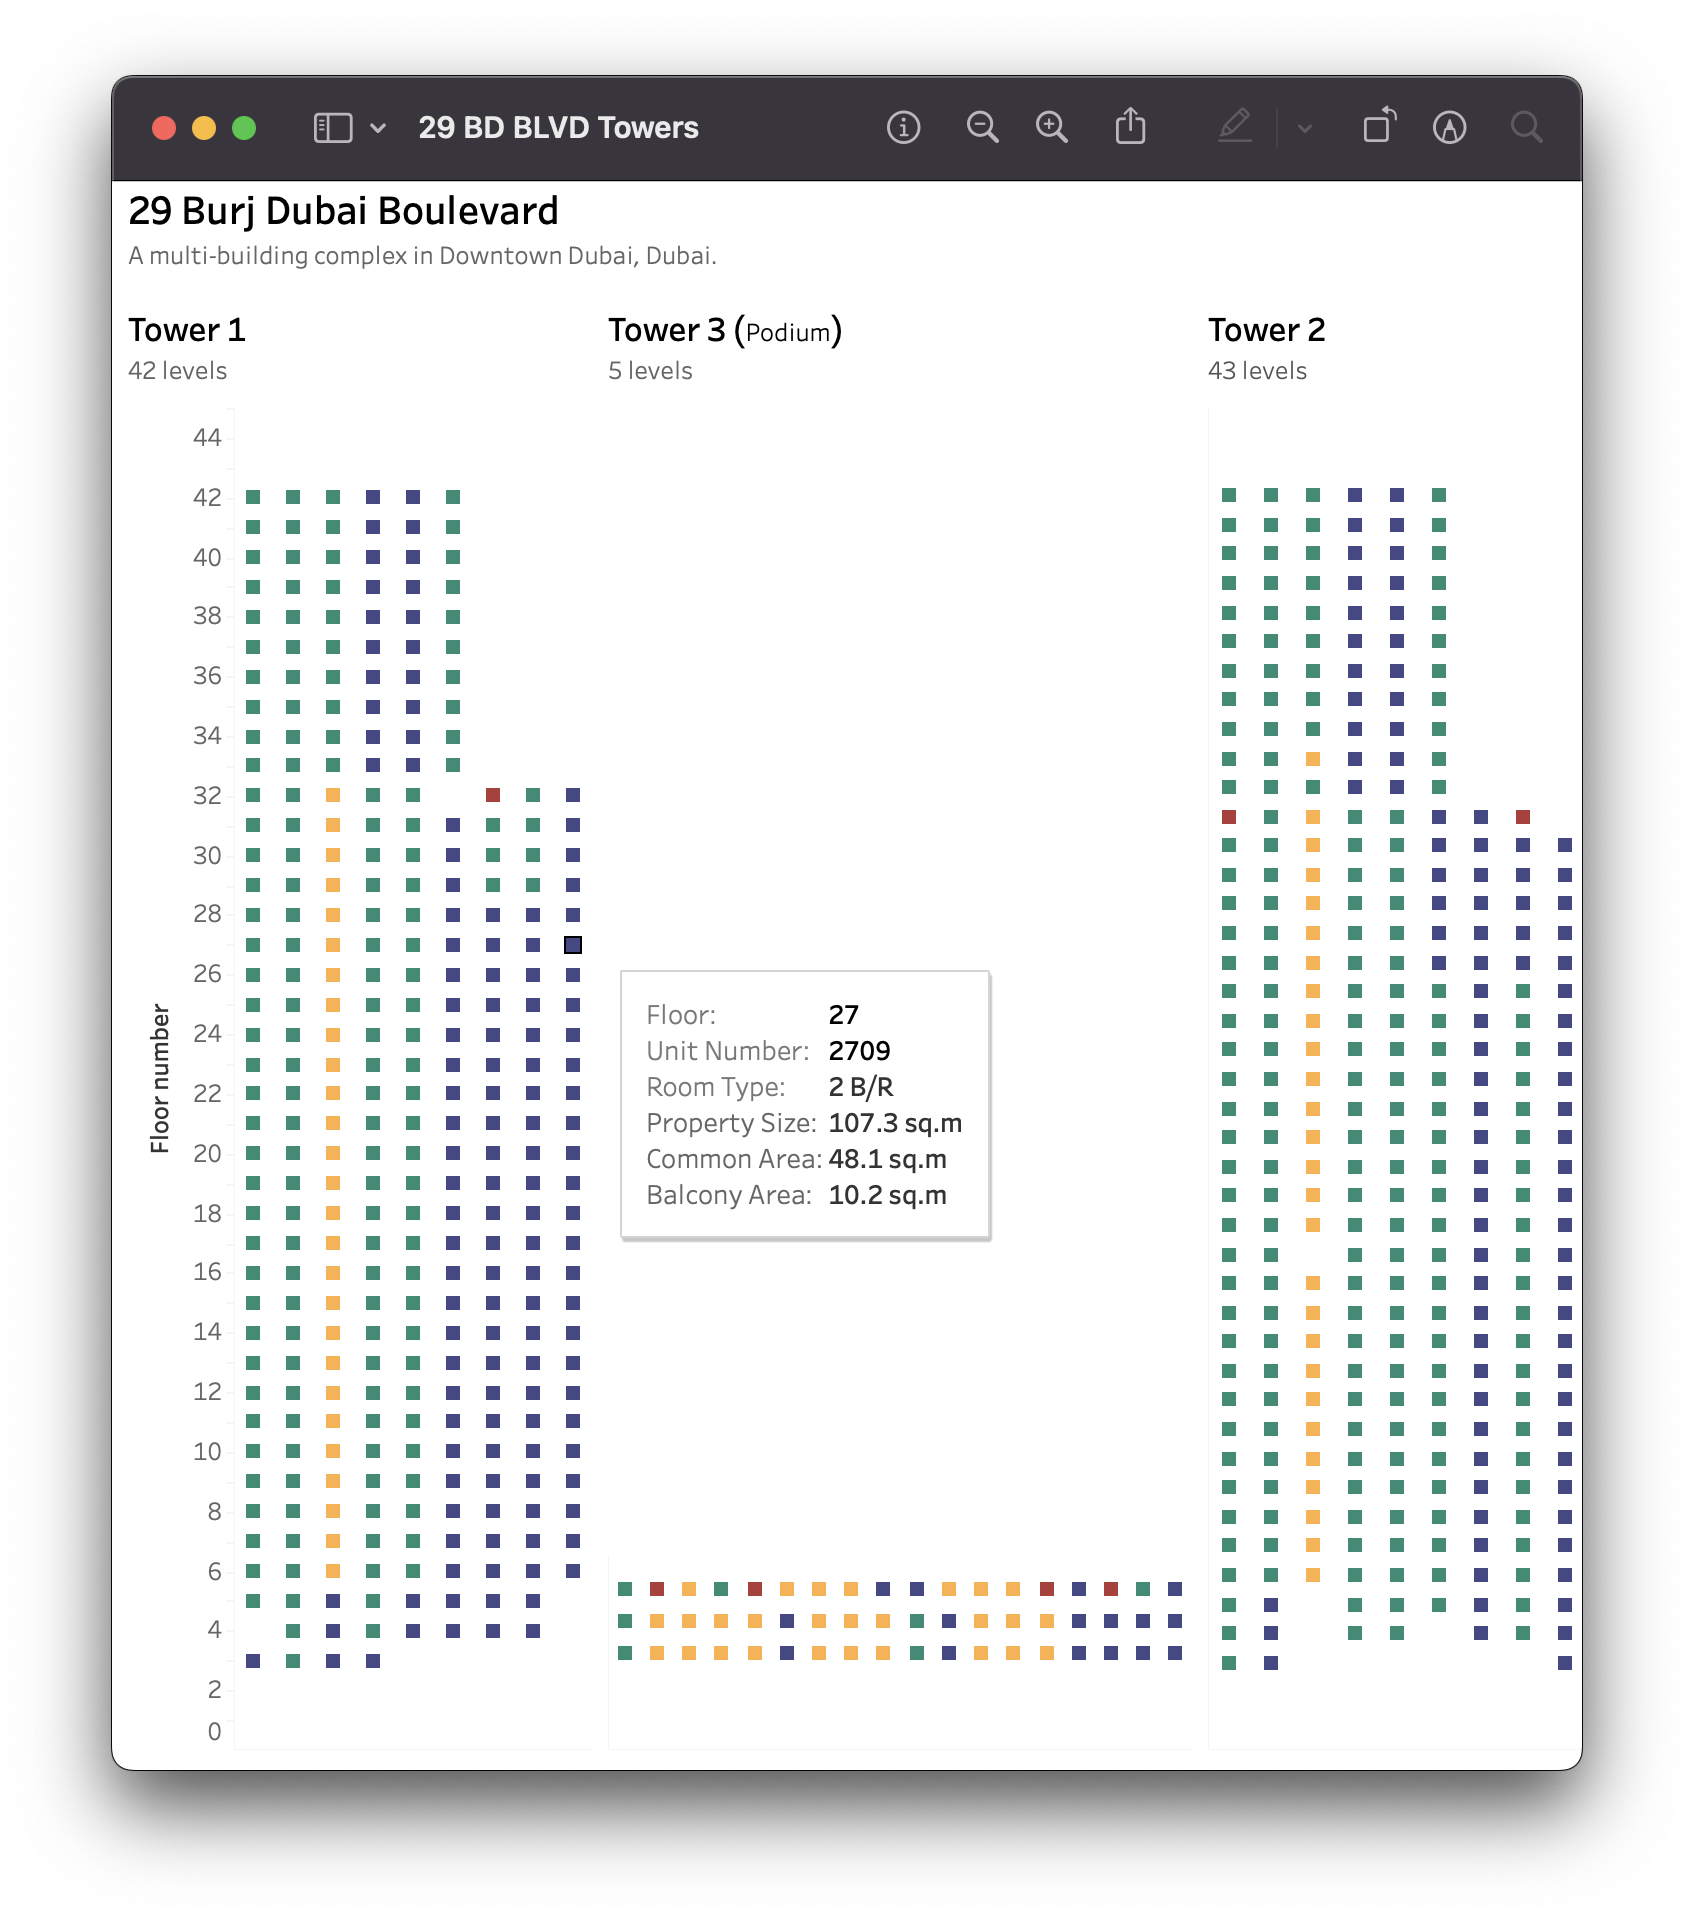 29 BD BLVD Towers
29 Burj Dubai Boulevard
A multi-building complex in Downtown Dubai, Dubai.
Tower 1
42 levels
Tower 3 (Podium)
5 levels
Tower 2
43 levels
Floor number
44
42
40
38
36
34
32
30
28
26
24
22
20
18
16
14
12
10
8
6
4
2
0
Floor: 27
Unit Number: 2709
Room Type: 2 B/R
Property Size: 107.3 sq.m
Common Area: 48.1 sq.m
Balcony Area: 10.2 sq.m